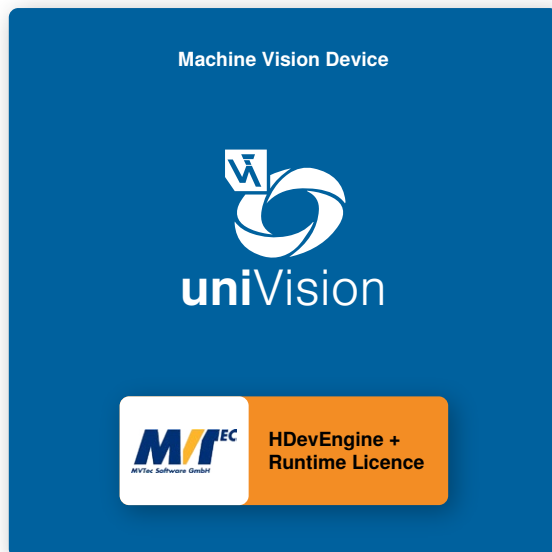 Machine Vision Device
uniVision
MVTEC
MVTec Software GmbH
HDevEngine +
Runtime Licence